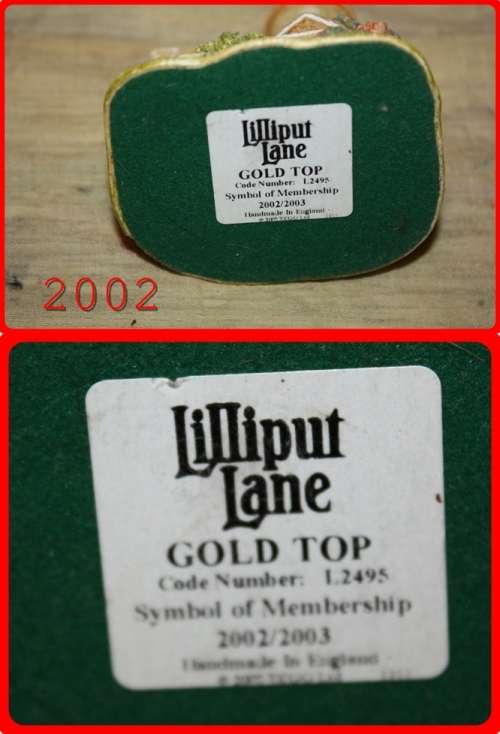 Lilliput
Lane
GOLD TOP
Code Number: L2495
Symbol of Membership
2002/2003
Handmade In England
2002
Lilliput
Lane
GOLD TOP
Code Number: L2495
Symbol of Membership
2002/2003
Handmade In England